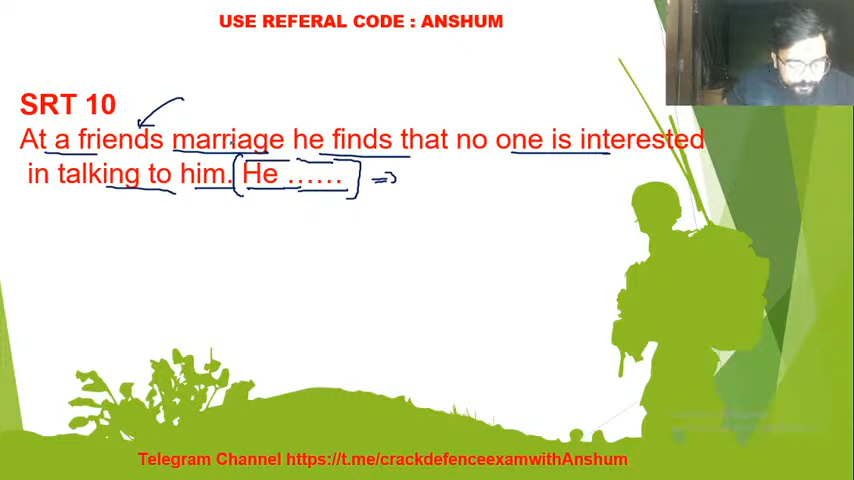 USE REFERAL CODE : ANSHUM
SRT 10
At a friends marriage he finds that no one is interested
in talking to him. He ......
Telegram Channel https://t.me/crackdefenceexamwithAnshum